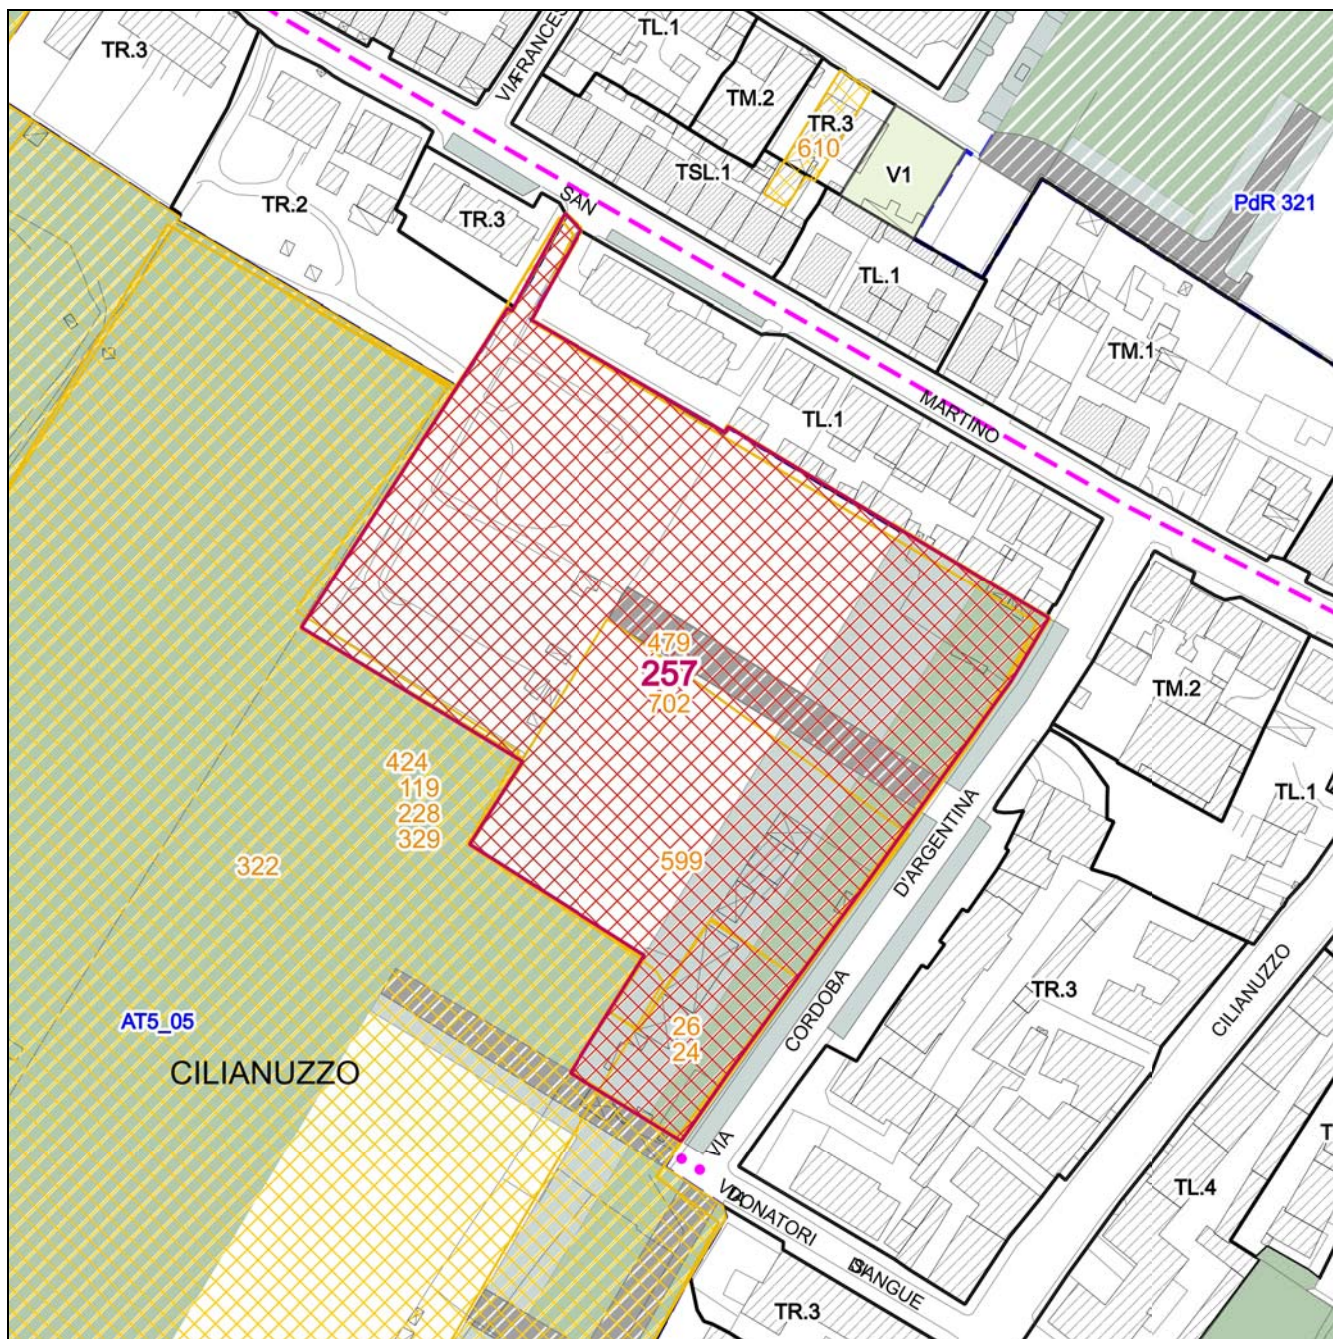 TR.3
VIA FRANCES
TL.1
TM.2
TR.3
610
V1
PdR 321
TR.2
TR.3
SAN
TSL.1
TL.1
TM.1
TL.1
MARTINO
479
257
702
TM.2
424
119
228
329
322
599
D'ARGENTINA
TL.1
AT5_05
CILIANUZZO
26
24
CORDOBA
TR.3
CILIANUZZO
VIA
VIA DONATORI
DI SANGUE
TL.4
T
TR.3